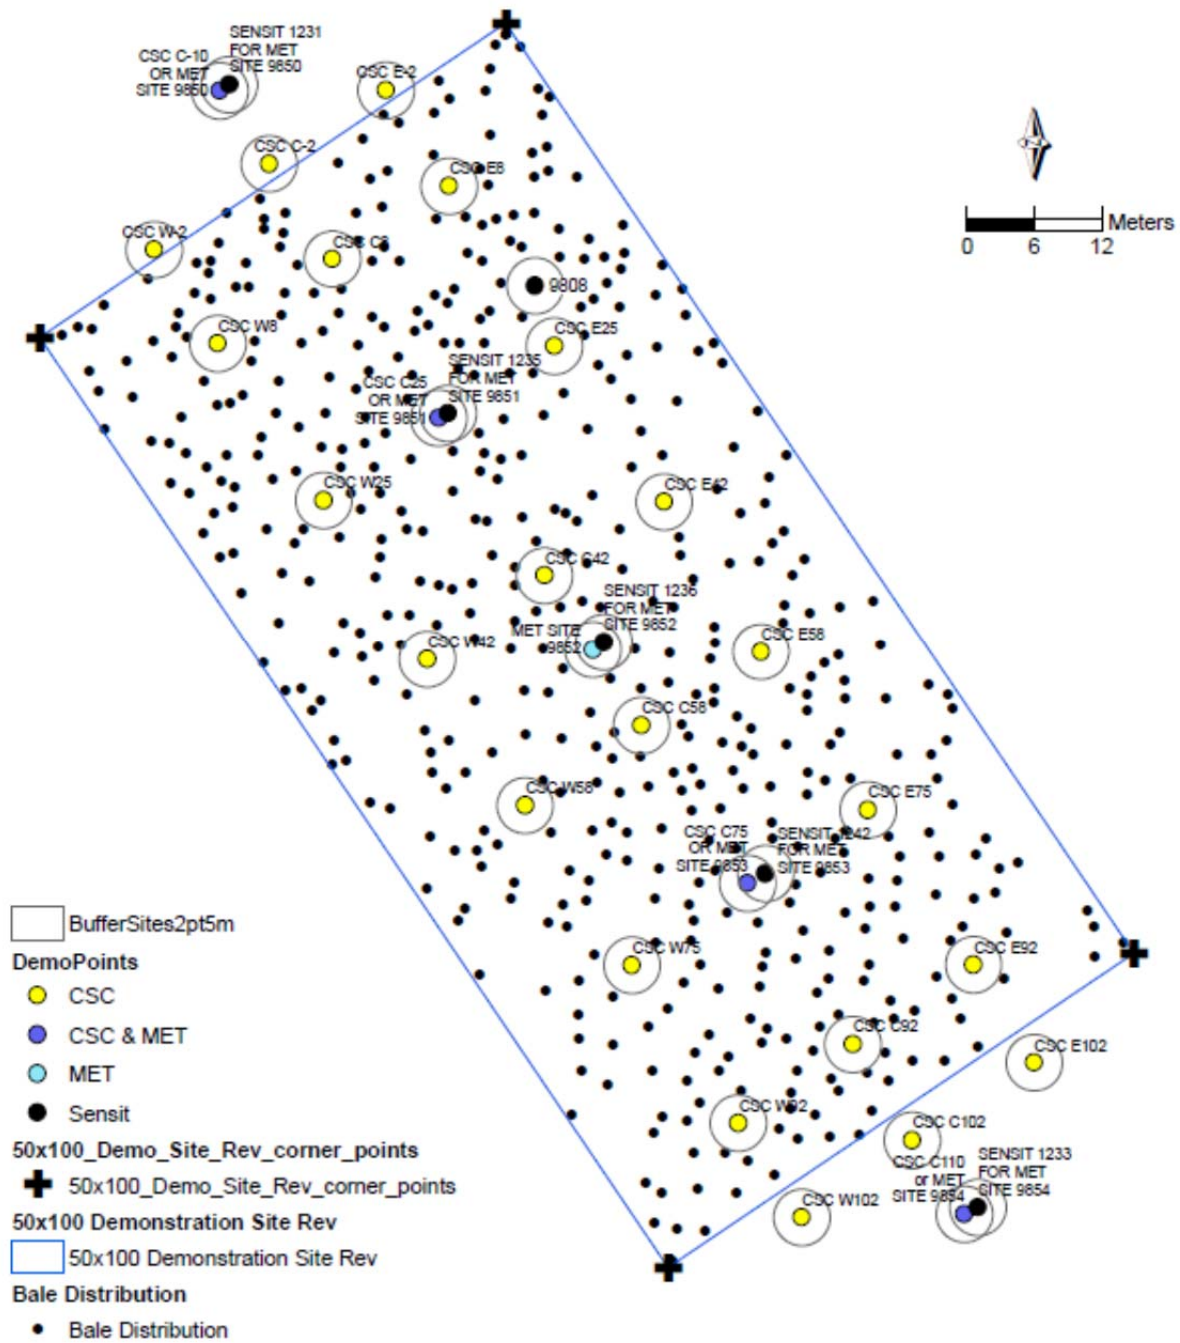 SENSIT 1231
FOR MET
SITE 9850
CSC C-10
OR MET
SITE 9850
CSC E-2
CSC C-2
CSC E8
CSC W-2
CSC C8
Meters
0 6 12
9808
CSC W8
CSC E25
SENSIT 1235
FOR MET
SITE 9851
CSC C25
OR MET
SITE 9851
CSC W25
CSC E42
CSC C42
SENSIT 1236
FOR MET
SITE 9852
MET SITE
9852
CSC W42
CSC E58
CSC C58
CSC W58
CSC E75
CSC C75
OR MET
SITE 9853
SENSIT 1242
FOR MET
SITE 9853
CSC W75
CSC E92
CSC C92
CSC E102
CSC W92
CSC C102
CSC C110
or MET
SITE 9854
SENSIT 1233
FOR MET
SITE 9854
CSC W102
BufferSites2pt5m
DemoPoints
CSC
CSC & MET
MET
Sensit
50x100_Demo_Site_Rev_corner_points
50x100_Demo_Site_Rev_corner_points
50x100 Demonstration Site Rev
50x100 Demonstration Site Rev
Bale Distribution
Bale Distribution